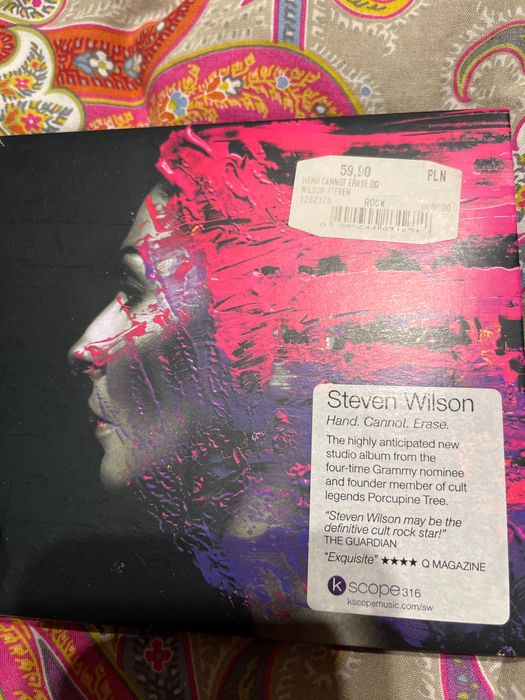 59,90 PLN
HAND CANNOT ERASE DG
WILSON STEVEN
1262176 ROCK 000000
Steven Wilson
Hand. Cannot. Erase.
The highly anticipated new
studio album from the
four-time Grammy nominee
and founder member of cult
legends Porcupine Tree.
"Steven Wilson may be the
definitive cult rock star!"
THE GUARDIAN
"Exquisite" ★★★★ Q MAGAZINE
kscope316
kscopemusic.com/sw